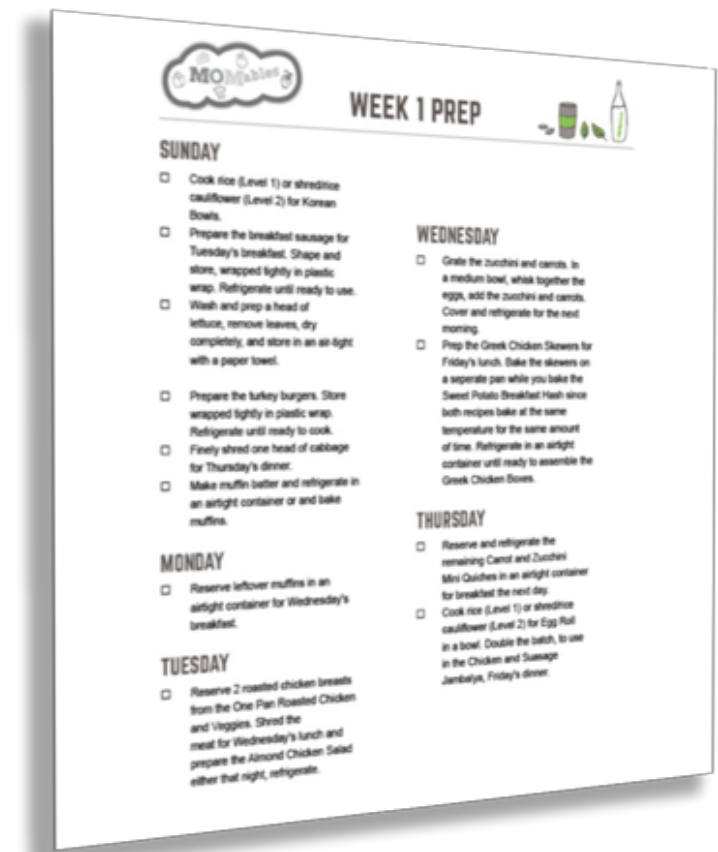 MOMables
WEEK 1 PREP
SUNDAY
Cook rice (Level 1) or shred/rice
cauliflower (Level 2) for Korean
Bowls.
Prepare the breakfast sausage for
Tuesday's breakfast. Shape and
store, wrapped tightly in plastic
wrap. Refrigerate until ready to use.
Wash and prep a head of
lettuce, remove leaves, dry
completely, and store in an air-tight
with a paper towel.
Prepare the turkey burgers. Store
wrapped tightly in plastic wrap.
Refrigerate until ready to cook.
Finely shred one head of cabbage
for Thursday's dinner.
Make muffin batter and refrigerate in
an airtight container or and bake
muffins.
MONDAY
Reserve leftover muffins in an
airtight container for Wednesday's
breakfast.
TUESDAY
Reserve 2 roasted chicken breasts
from the One Pan Roasted Chicken
and Veggies. Shred the
meat for Wednesday's lunch and
prepare the Almond Chicken Salad
either that night, refrigerate.
WEDNESDAY
Grate the zucchini and carrots. In
a medium bowl, whisk together the
eggs, add the zucchini and carrots.
Cover and refrigerate for the next
morning.
Prep the Greek Chicken Skewers for
Friday's lunch. Bake the skewers on
a seperate pan while you bake the
Sweet Potato Breakfast Hash since
both recipes bake at the same
temperature for the same amount
of time. Refrigerate in an airtight
container until ready to assemble the
Greek Chicken Boxes.
THURSDAY
Reserve and refrigerate the
remaining Carrot and Zucchini
Mini Quiches in an airtight container
for breakfast the next day.
Cook rice (Level 1) or shred/rice
cauliflower (Level 2) for Egg Roll
in a bowl. Double the batch, to use
in the Chicken and Suasage
Jambalya, Friday's dinner.